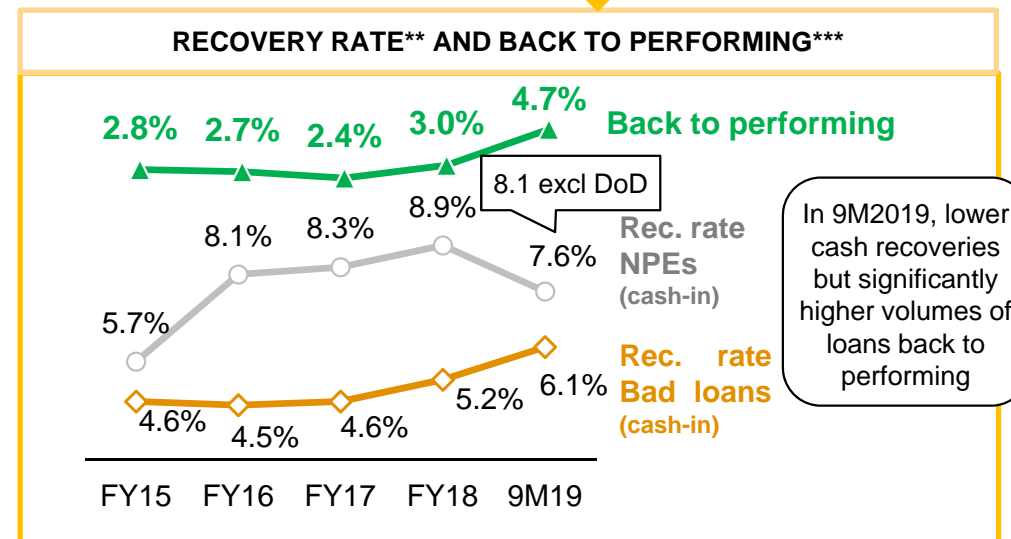 RECOVERY RATE** AND BACK TO PERFORMING***
2.8% 2.7% 2.4% 3.0% 4.7% Back to performing
8.1 excl DoD
5.7% 8.1% 8.3% 8.9% 7.6%
Rec. rate
NPEs
(cash-in)
In 9M2019, lower
cash recoveries
but significantly
higher volumes of
loans back to
performing
4.6% 4.5% 4.6% 5.2% 6.1%
Rec. rate
Bad loans
(cash-in)
FY15 FY16 FY17 FY18 9M19